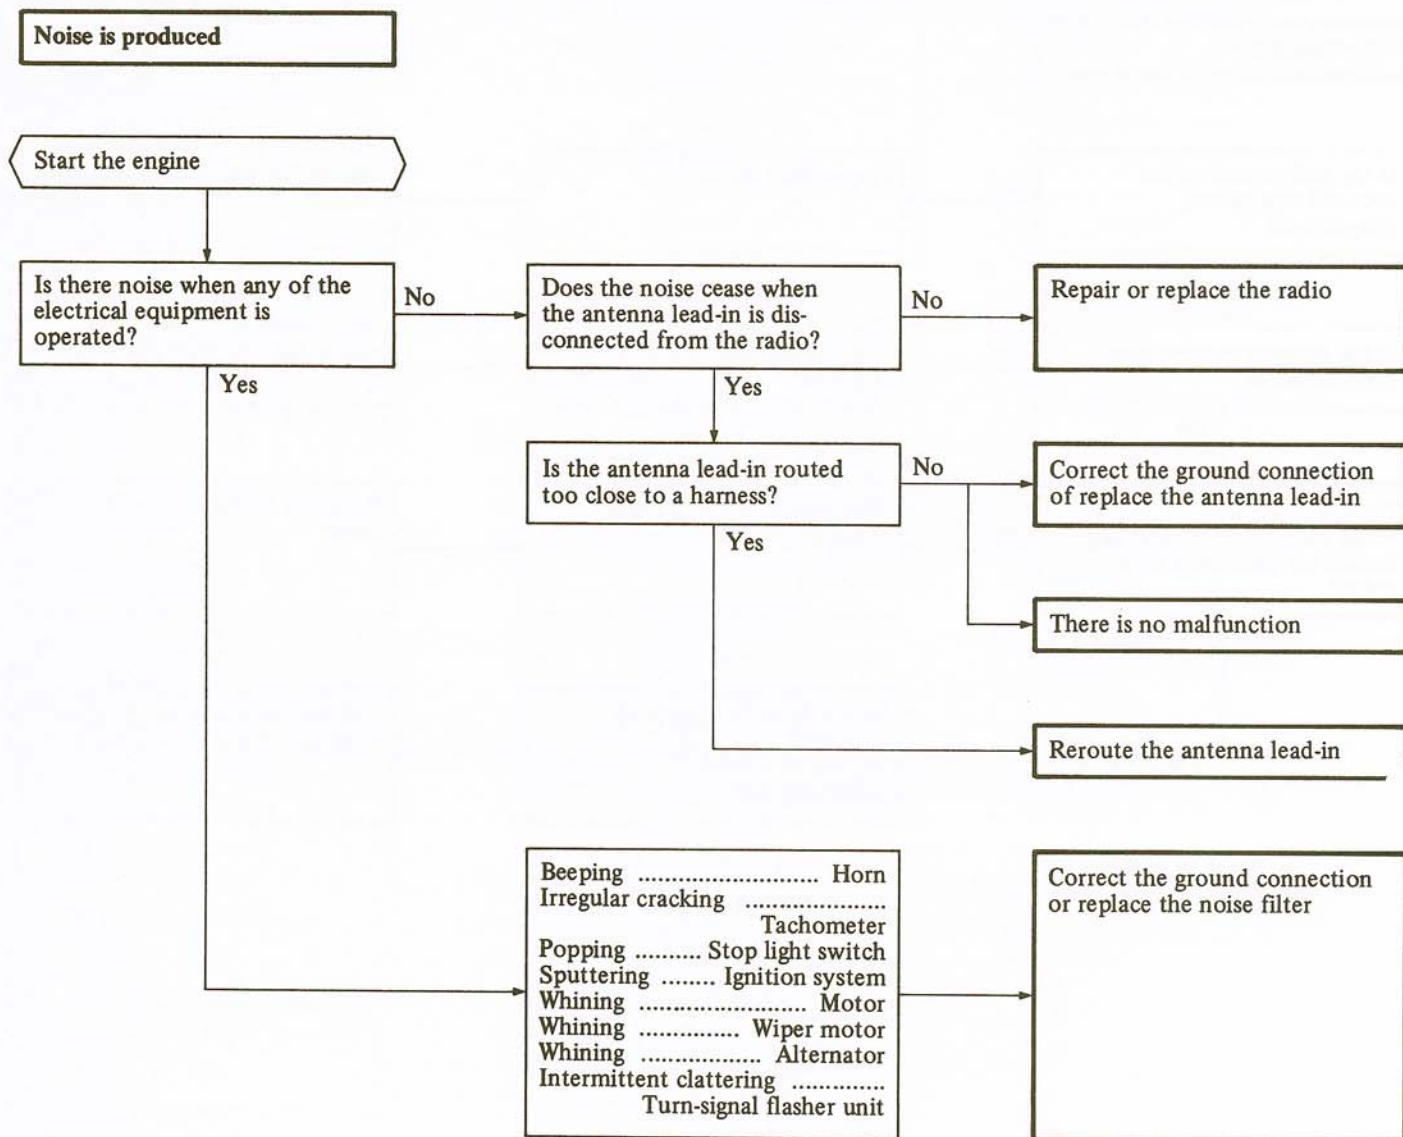 Noise is produced
Start the engine
Is there noise when any of the
electrical equipment is
operated?
No
Yes
Does the noise cease when
the antenna lead-in is dis-
connected from the radio?
No
Yes
Repair or replace the radio
Is the antenna lead-in routed
too close to a harness?
No
Yes
Correct the ground connection
of replace the antenna lead-in
There is no malfunction
Reroute the antenna lead-in
Beeping .......................... Horn
Irregular cracking ....................
Tachometer
Popping ......... Stop light switch
Sputtering ........ Ignition system
Whining ........................ Motor
Whining .............. Wiper motor
Whining ................. Alternator
Intermittent clattering .............
Turn-signal flasher unit
Correct the ground connection
or replace the noise filter